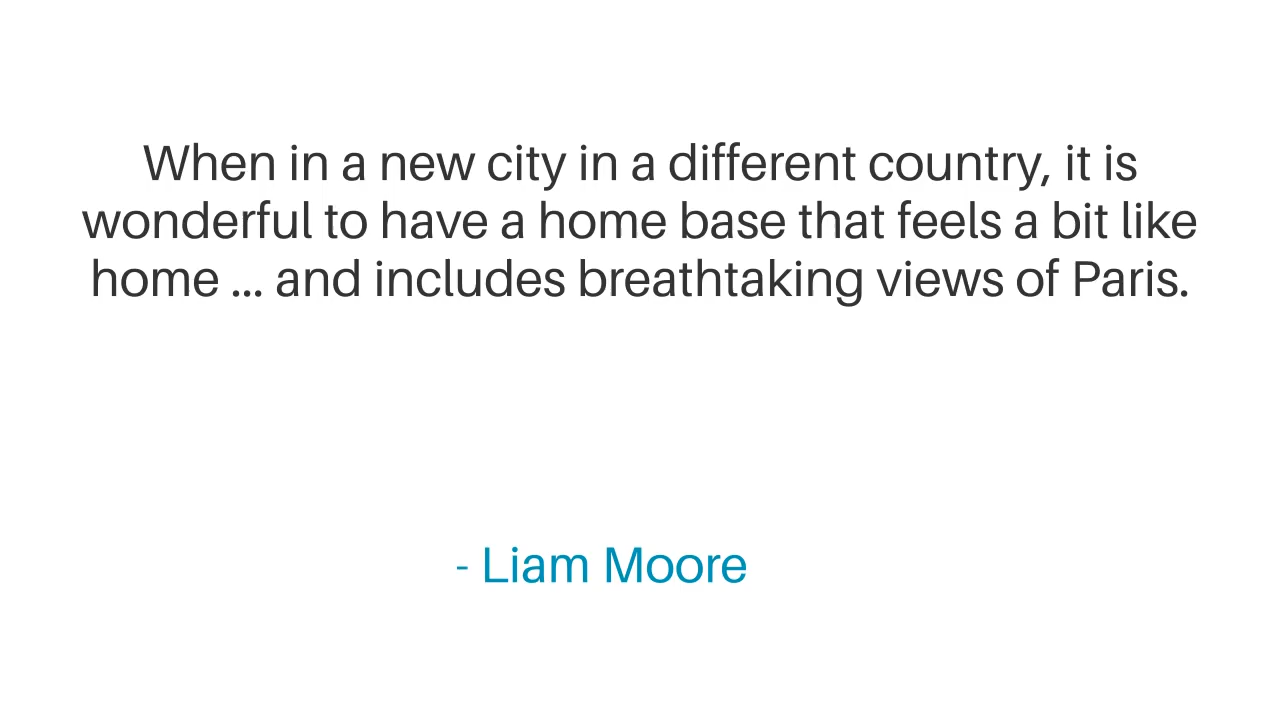 When in a new city in a different country, it is
wonderful to have a home base that feels a bit like
home ... and includes breathtaking views of Paris.
- Liam Moore